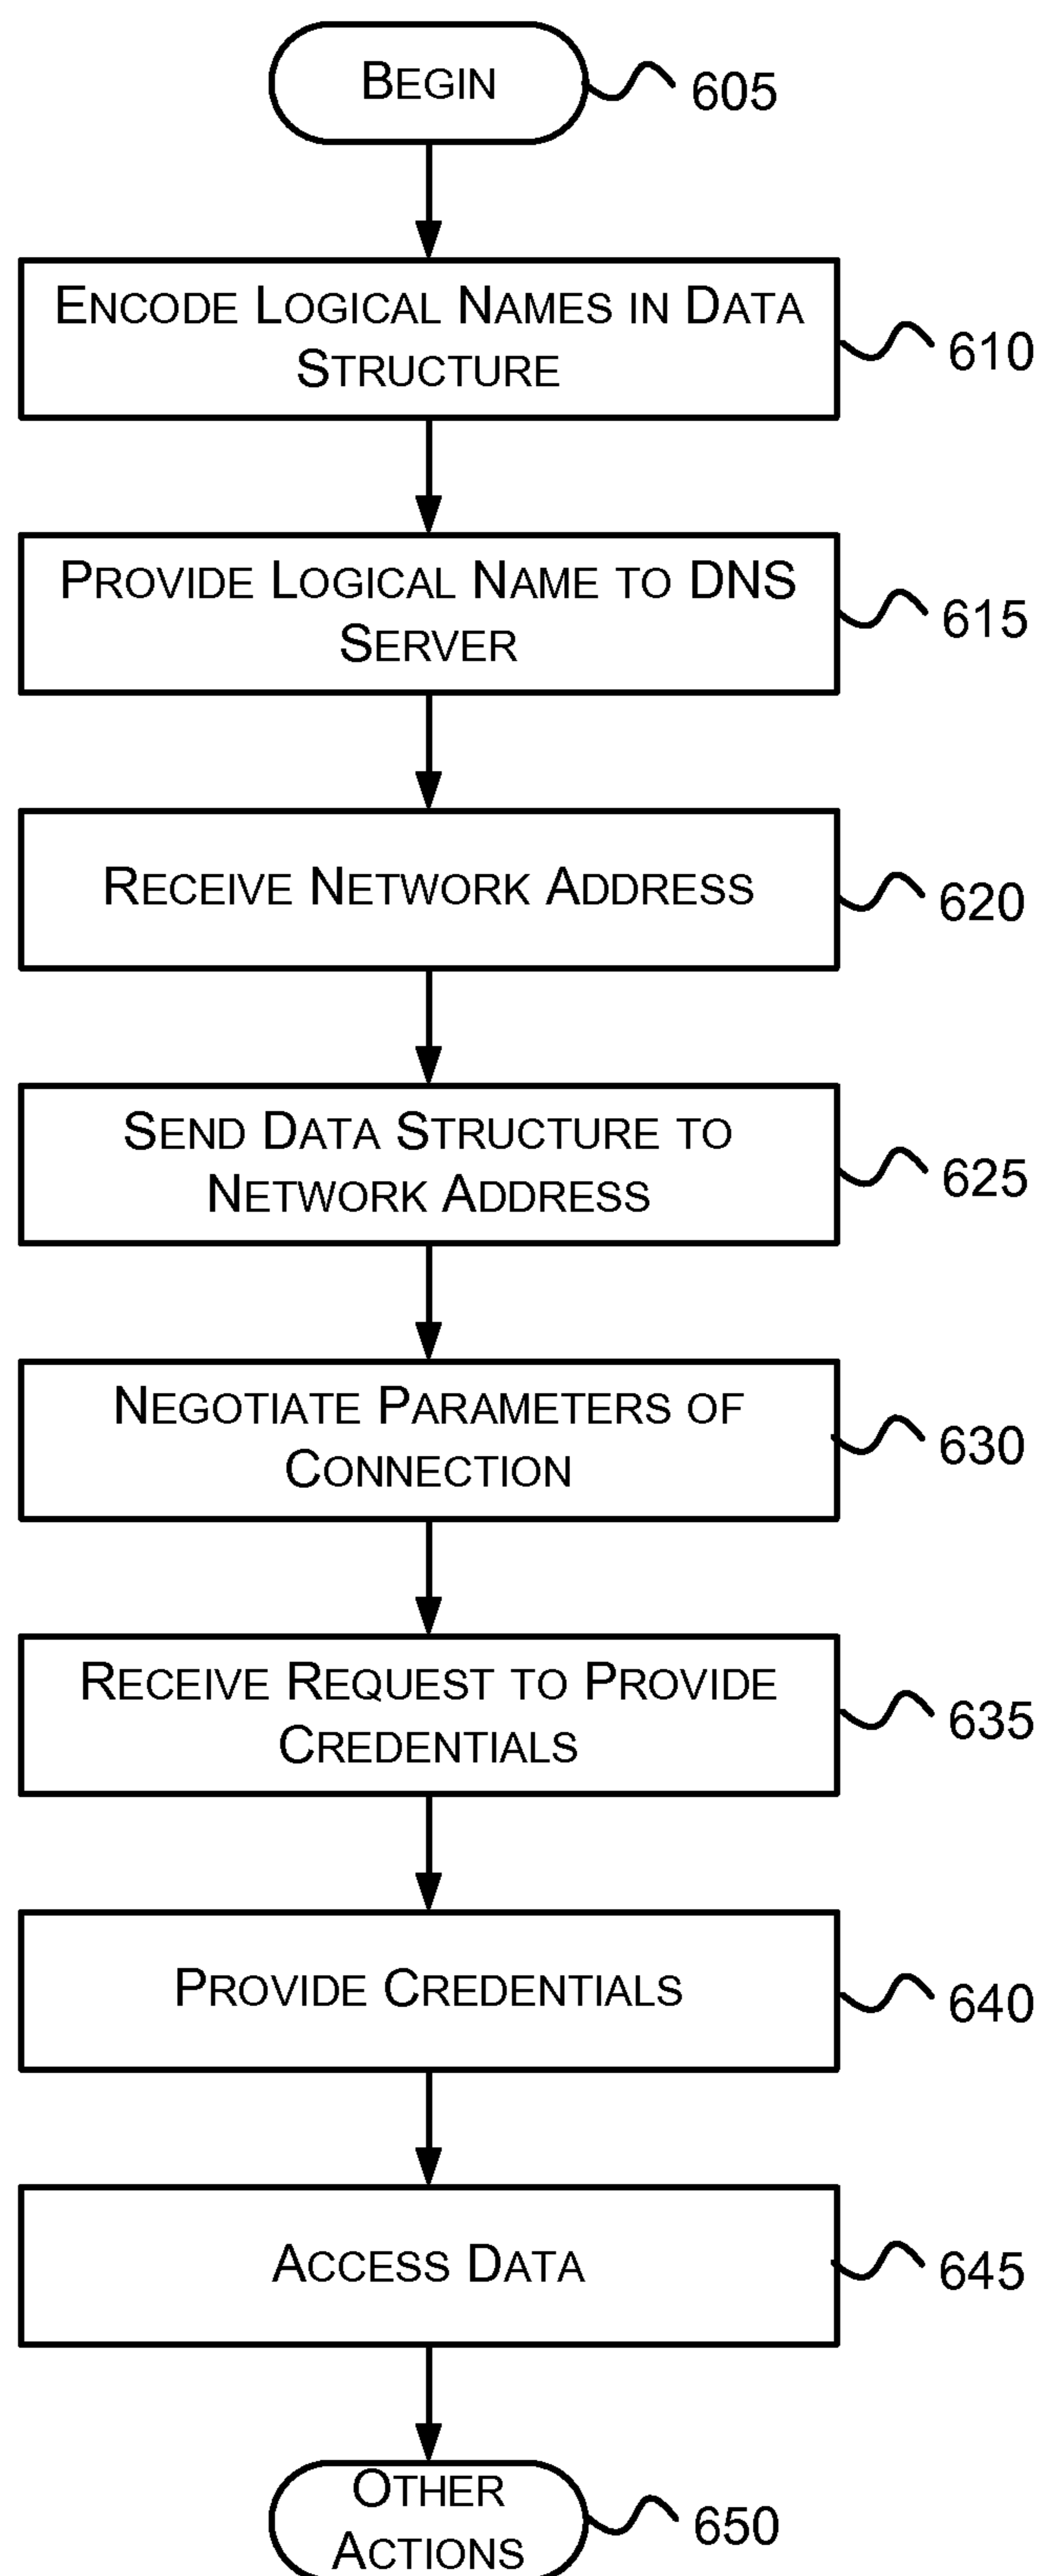 BEGIN
605
ENCODE LOGICAL NAMES IN DATA
STRUCTURE
610
PROVIDE LOGICAL NAME TO DNS
SERVER
615
RECEIVE NETWORK ADDRESS
620
SEND DATA STRUCTURE TO
NETWORK ADDRESS
625
NEGOTIATE PARAMETERS OF
CONNECTION
630
RECEIVE REQUEST TO PROVIDE
CREDENTIALS
635
PROVIDE CREDENTIALS
640
ACCESS DATA
645
OTHER
ACTIONS
650